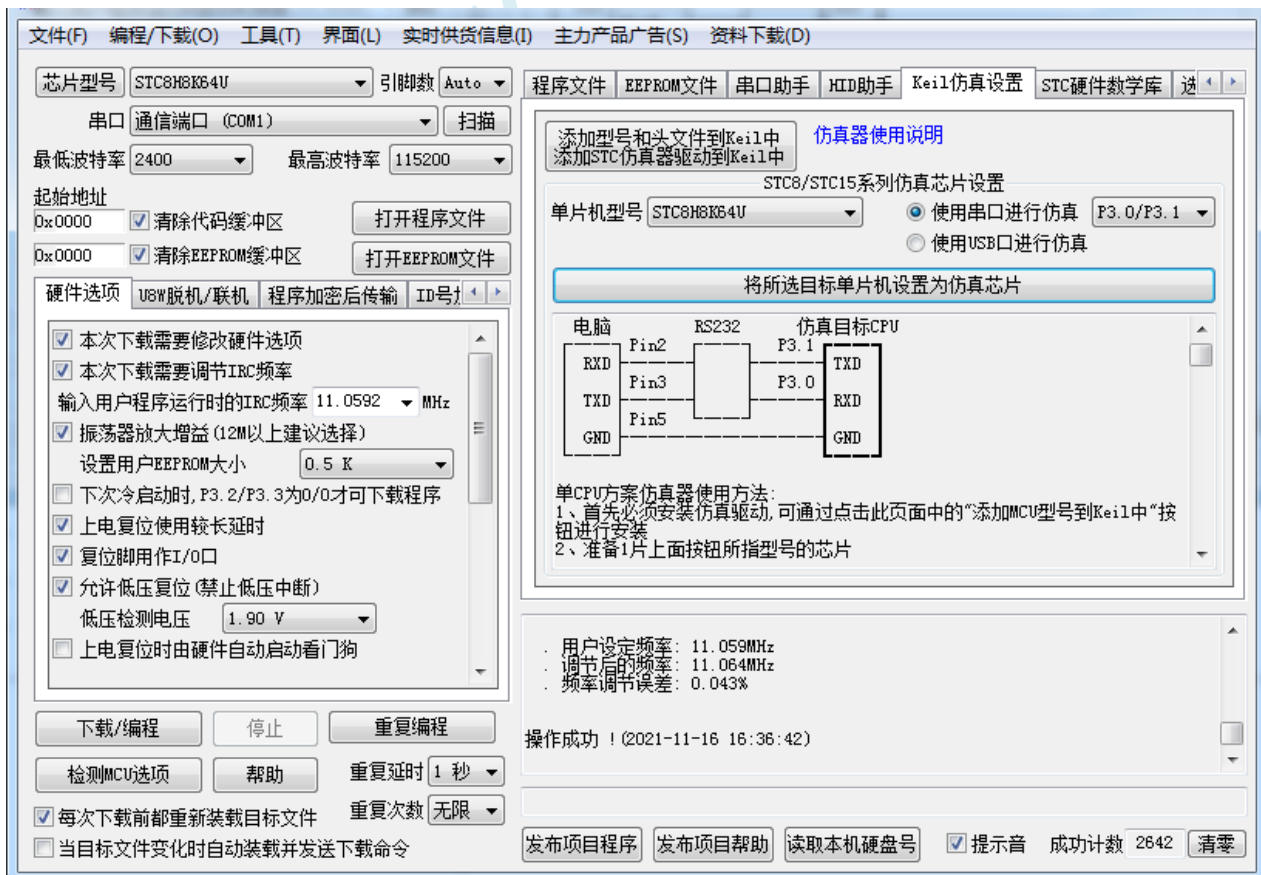 文件(F) 编程/下载(O) 工具(T) 界面(L) 实时供货信息(I) 主力产品广告(S) 资料下载(D)
芯片型号 STC8H8K64U 引脚数 Auto
串口 通信端口 (COM1) 扫描
最低波特率 2400 最高波特率 115200
起始地址
0x0000 清除代码缓冲区 打开程序文件
0x0000 清除EEPROM缓冲区 打开EEPROM文件
硬件选项 U8W脱机/联机 程序加密后传输 ID号
本次下载需要修改硬件选项
本次下载需要调节IRC频率
输入用户程序运行时的IRC频率 11.0592 MHz
振荡器放大增益(12M以上建议选择)
设置用户EEPROM大小 0.5 K
下次冷启动时,P3.2/P3.3为0/0才可下载程序
上电复位使用较长延时
复位脚用作I/O口
允许低压复位(禁止低压中断)
低压检测电压 1.90 V
上电复位时由硬件自动启动看门狗
下载/编程 停止 重复编程
检测MCU选项 帮助 重复延时 1 秒
每次下载前都重新装载目标文件 重复次数 无限
当目标文件变化时自动装载并发送下载命令
程序文件 EEPROM文件 串口助手 HID助手 Keil仿真设置 STC硬件数学库 选
添加型号和头文件到Keil中
添加STC仿真器驱动到Keil中
仿真器使用说明
STC8/STC15系列仿真芯片设置
单片机型号 STC8H8K64U 使用串口进行仿真 P3.0/P3.1
使用USB口进行仿真
将所选目标单片机设置为仿真芯片
电脑 RS232 仿真目标CPU
Pin2 P3.1
RXD TXD
Pin3 P3.0
TXD RXD
Pin5
GND GND
单CPU方案仿真器使用方法:
1、首先必须安装仿真驱动,可通过点击此页面中的"添加MCU型号到Keil中"按
钮进行安装
2、准备1片上面按钮所指型号的芯片
. 用户设定频率: 11.059MHz
. 调节后的频率: 11.064MHz
. 频率调节误差: 0.043%
操作成功 !(2021-11-16 16:36:42)
发布项目程序 发布项目帮助 读取本机硬盘号 提示音 成功计数 2642 清零